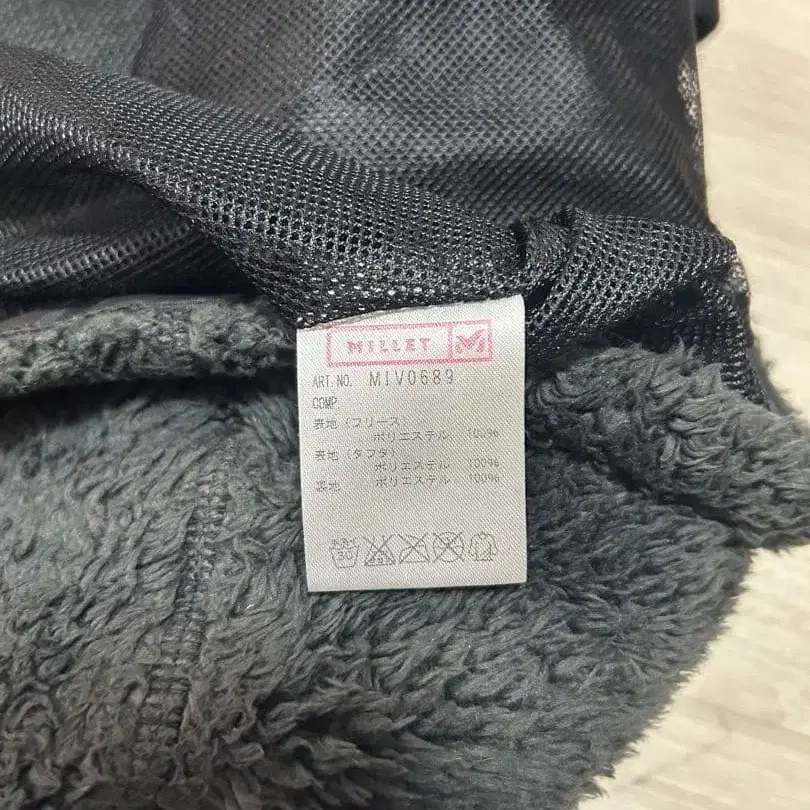 MILLET M
ART.NO. MIV0689
COMP.
表地(フリース)
ポリエステル 100%
表地(タフタ)
ポリエステル 100%
裏地 ポリエステル 100%
30